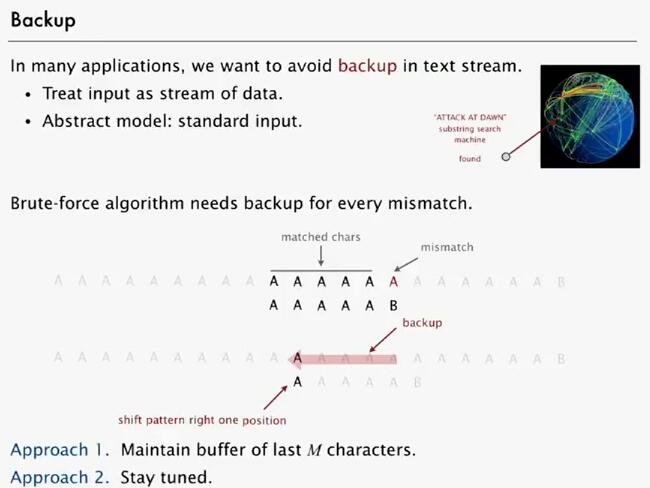 Backup
In many applications, we want to avoid backup in text stream.
• Treat input as stream of data.
• Abstract model: standard input.
"ATTACK AT DAWN"
substring search
machine
found
Brute-force algorithm needs backup for every mismatch.
matched chars
mismatch
A A A A A A A A A A A A A A A A A A A A A B
A A A A A B
backup
A A A A A A A A A A A A A A A A A A A A A B
A A A A A B
shift pattern right one position
Approach 1. Maintain buffer of last M characters.
Approach 2. Stay tuned.